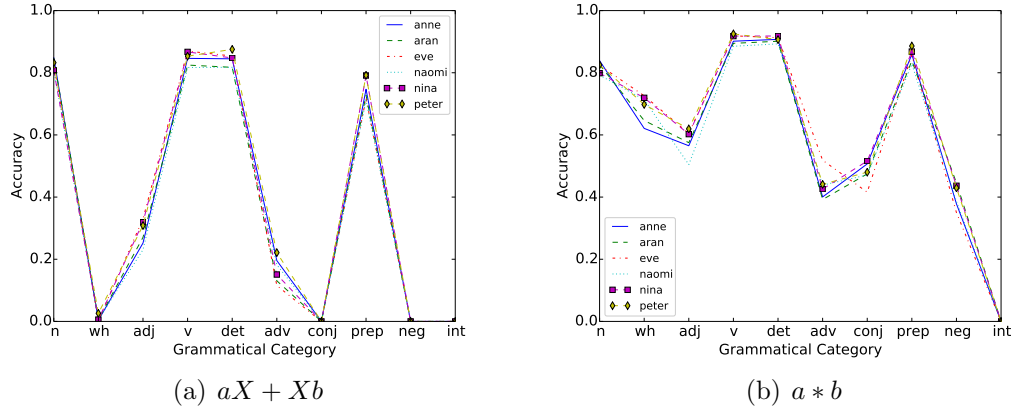 1.0
0.8
0.6
0.4
0.2
0.0
Accuracy
n wh adj v det adv conj prep neg int
Grammatical Category
anne
aran
eve
naomi
nina
peter
(a) aX + Xb
1.0
0.8
0.6
0.4
0.2
0.0
Accuracy
anne
aran
eve
naomi
nina
peter
n wh adj v det adv conj prep neg int
Grammatical Category
(b) a ∗ b